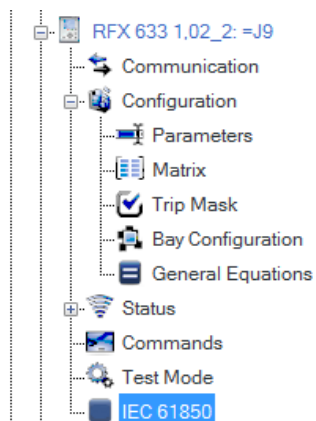 RFX 633 1,02_2: =J9
Communication
Configuration
Parameters
Matrix
Trip Mask
Bay Configuration
General Equations
Status
Commands
Test Mode
IEC 61850